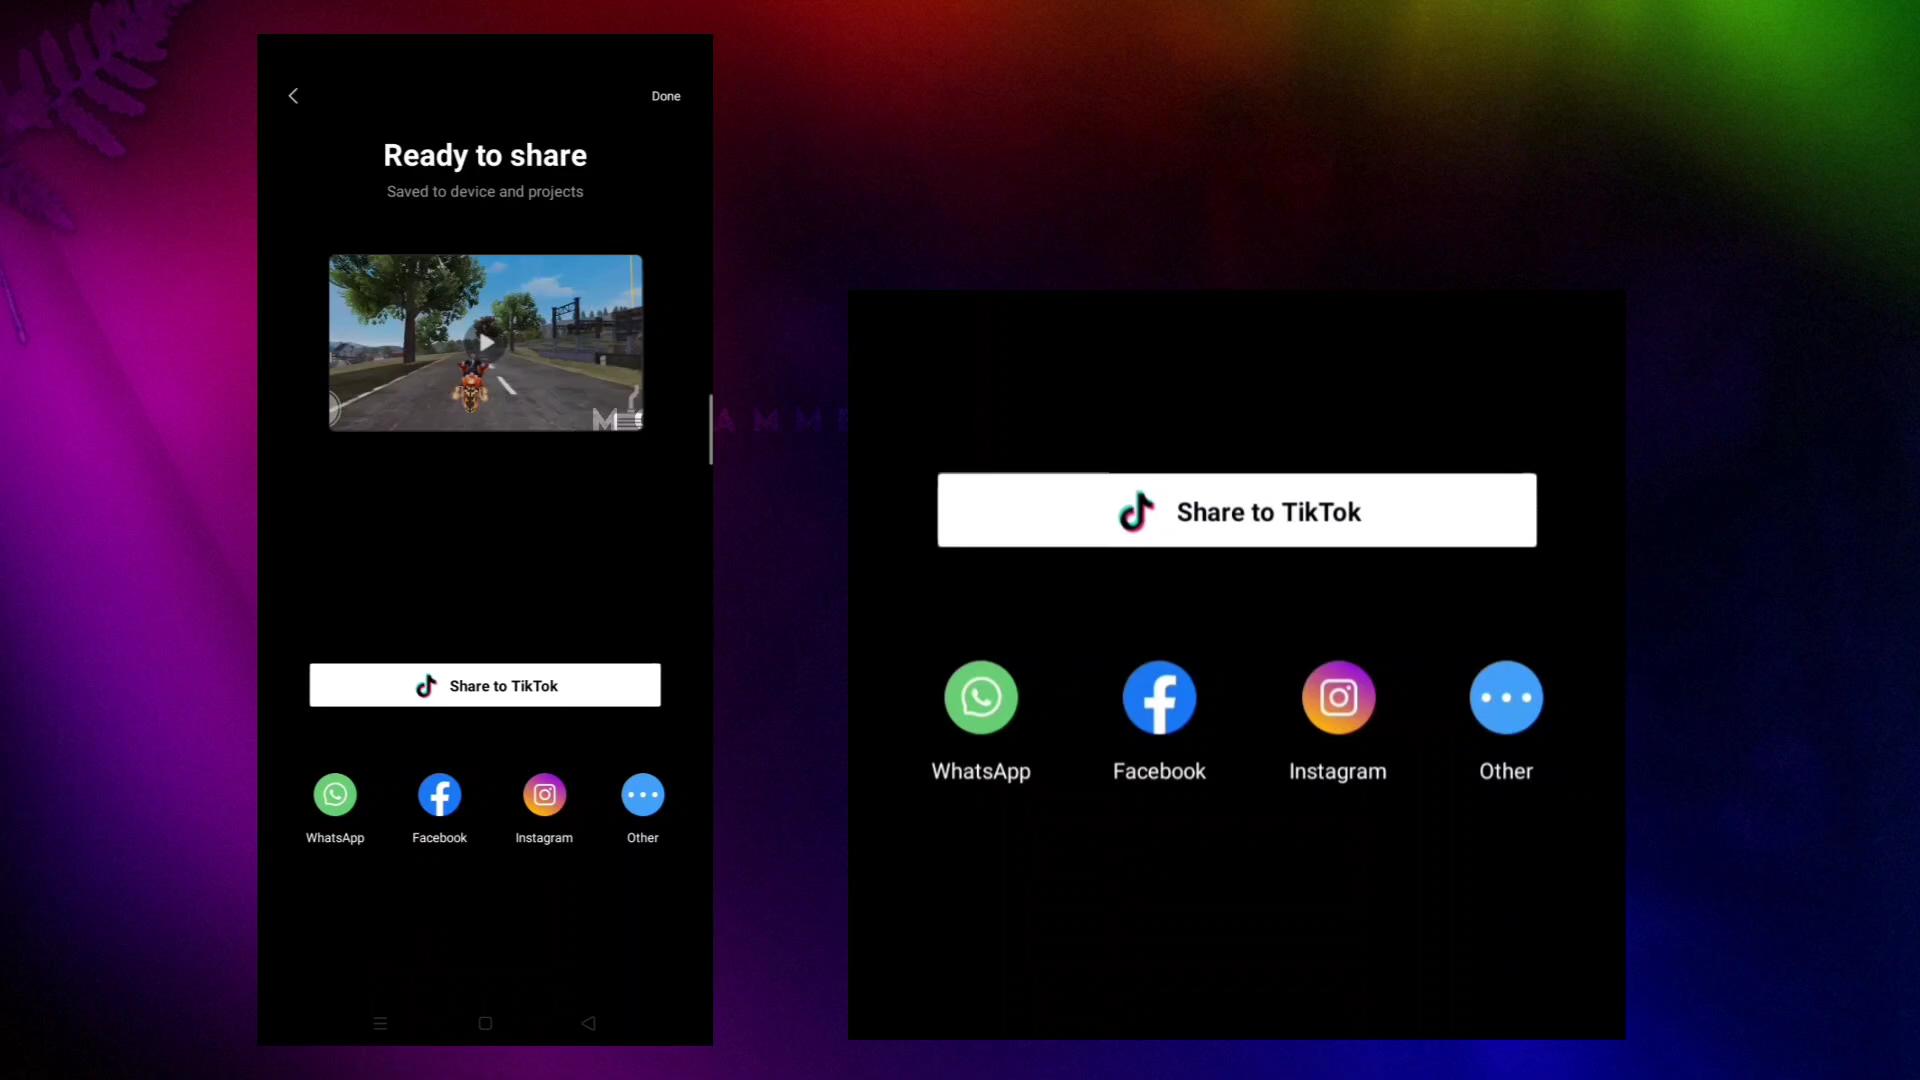 Done
Ready to share
Saved to device and projects
Share to TikTok
WhatsApp Facebook Instagram Other
Share to TikTok
WhatsApp Facebook Instagram Other